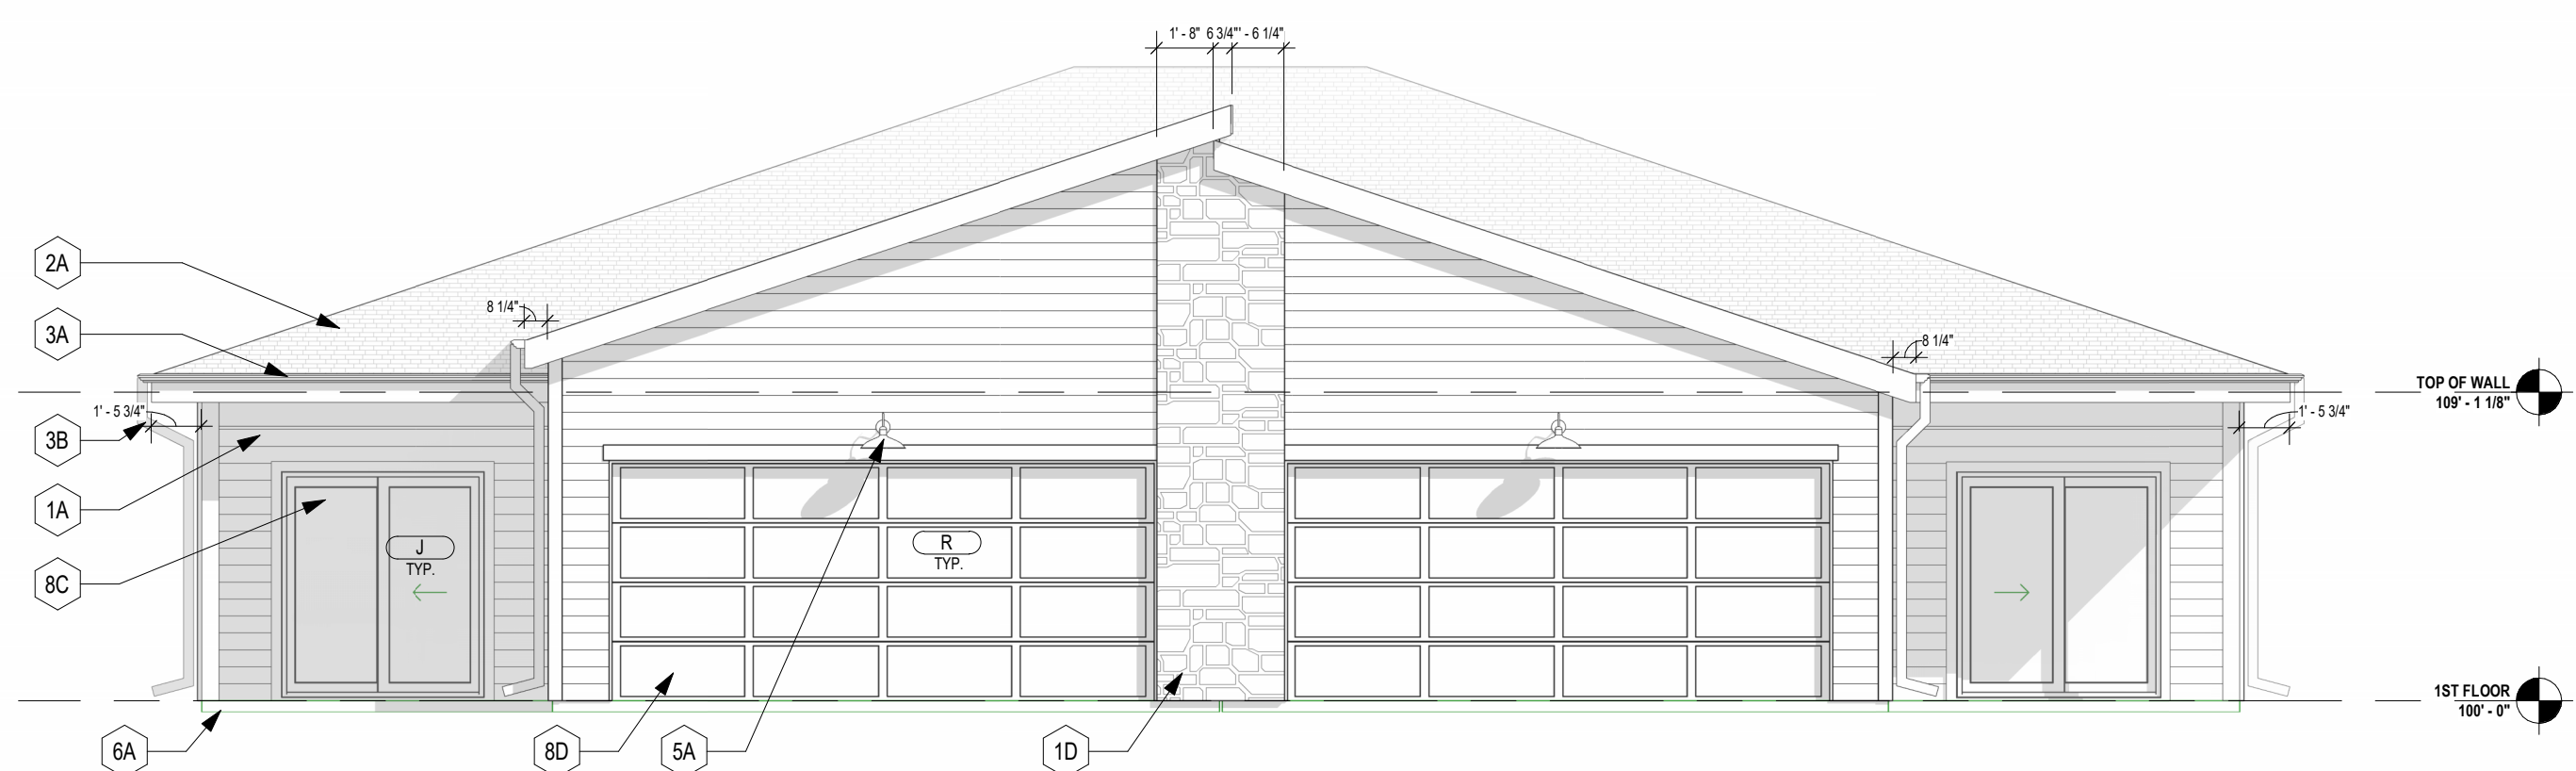 1' - 8" 6 3/4" ' - 6 1/4"
2A
3A
8 1/4"
8 1/4"
TOP OF WALL
109' - 1 1/8"
1' - 5 3/4"
1' - 5 3/4"
3B
1A
J
TYP.
R
TYP.
8C
1ST FLOOR
100' - 0"
6A
8D
5A
1D